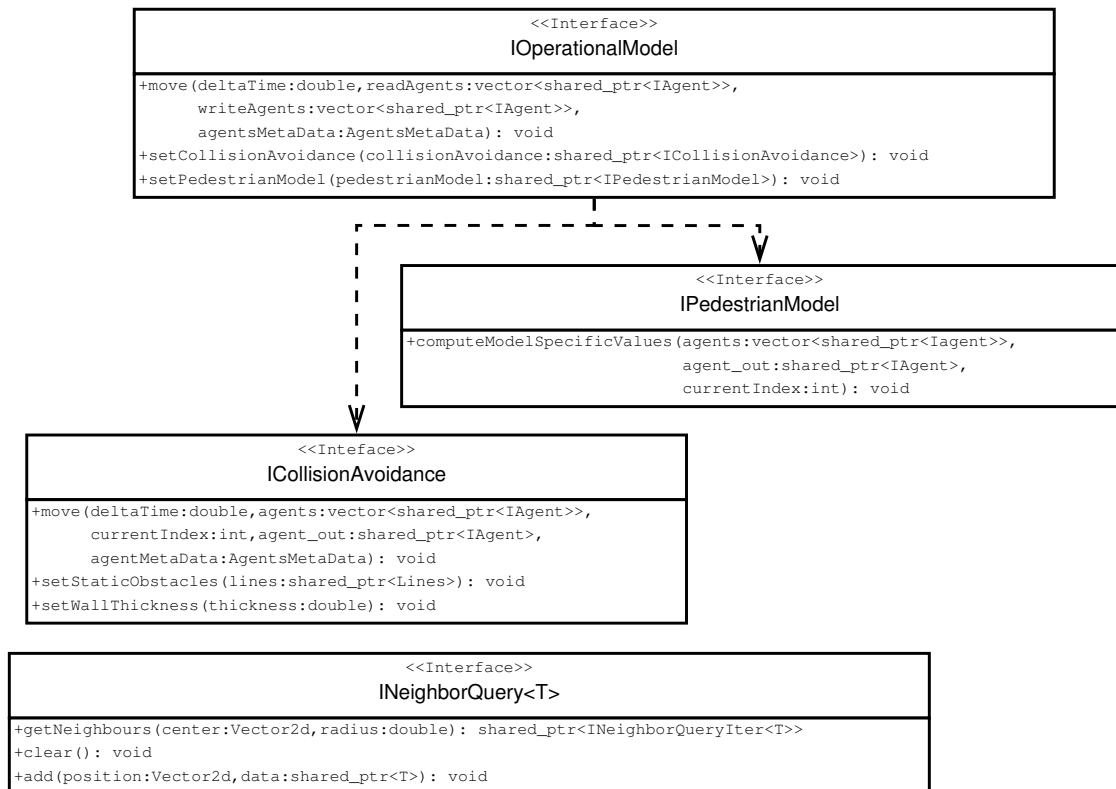 <<Interface>>
IOperationalModel
+move(deltaTime:double,readAgents:vector<shared_ptr<IAgent>>,
writeAgents:vector<shared_ptr<IAgent>>,
agentsMetaData:AgentsMetaData): void
+setCollisionAvoidance(collisionAvoidance:shared_ptr<ICollisionAvoidance>): void
+setPedestrianModel(pedestrianModel:shared_ptr<IPedestrianModel>): void
<<Interface>>
IPedestrianModel
+computeModelSpecificValues(agents:vector<shared_ptr<Iagent>>,
agent_out:shared_ptr<IAgent>,
currentIndex:int): void
<<Inteface>>
ICollisionAvoidance
+move(deltaTime:double,agents:vector<shared_ptr<IAgent>>,
currentIndex:int,agent_out:shared_ptr<IAgent>,
agentMetaData:AgentsMetaData): void
+setStaticObstacles(lines:shared_ptr<Lines>): void
+setWallThickness(thickness:double): void
<<Interface>>
INeighborQuery<T>
+getNeighbours(center:Vector2d,radius:double): shared_ptr<INeighborQueryIter<T>>
+clear(): void
+add(position:Vector2d,data:shared_ptr<T>): void